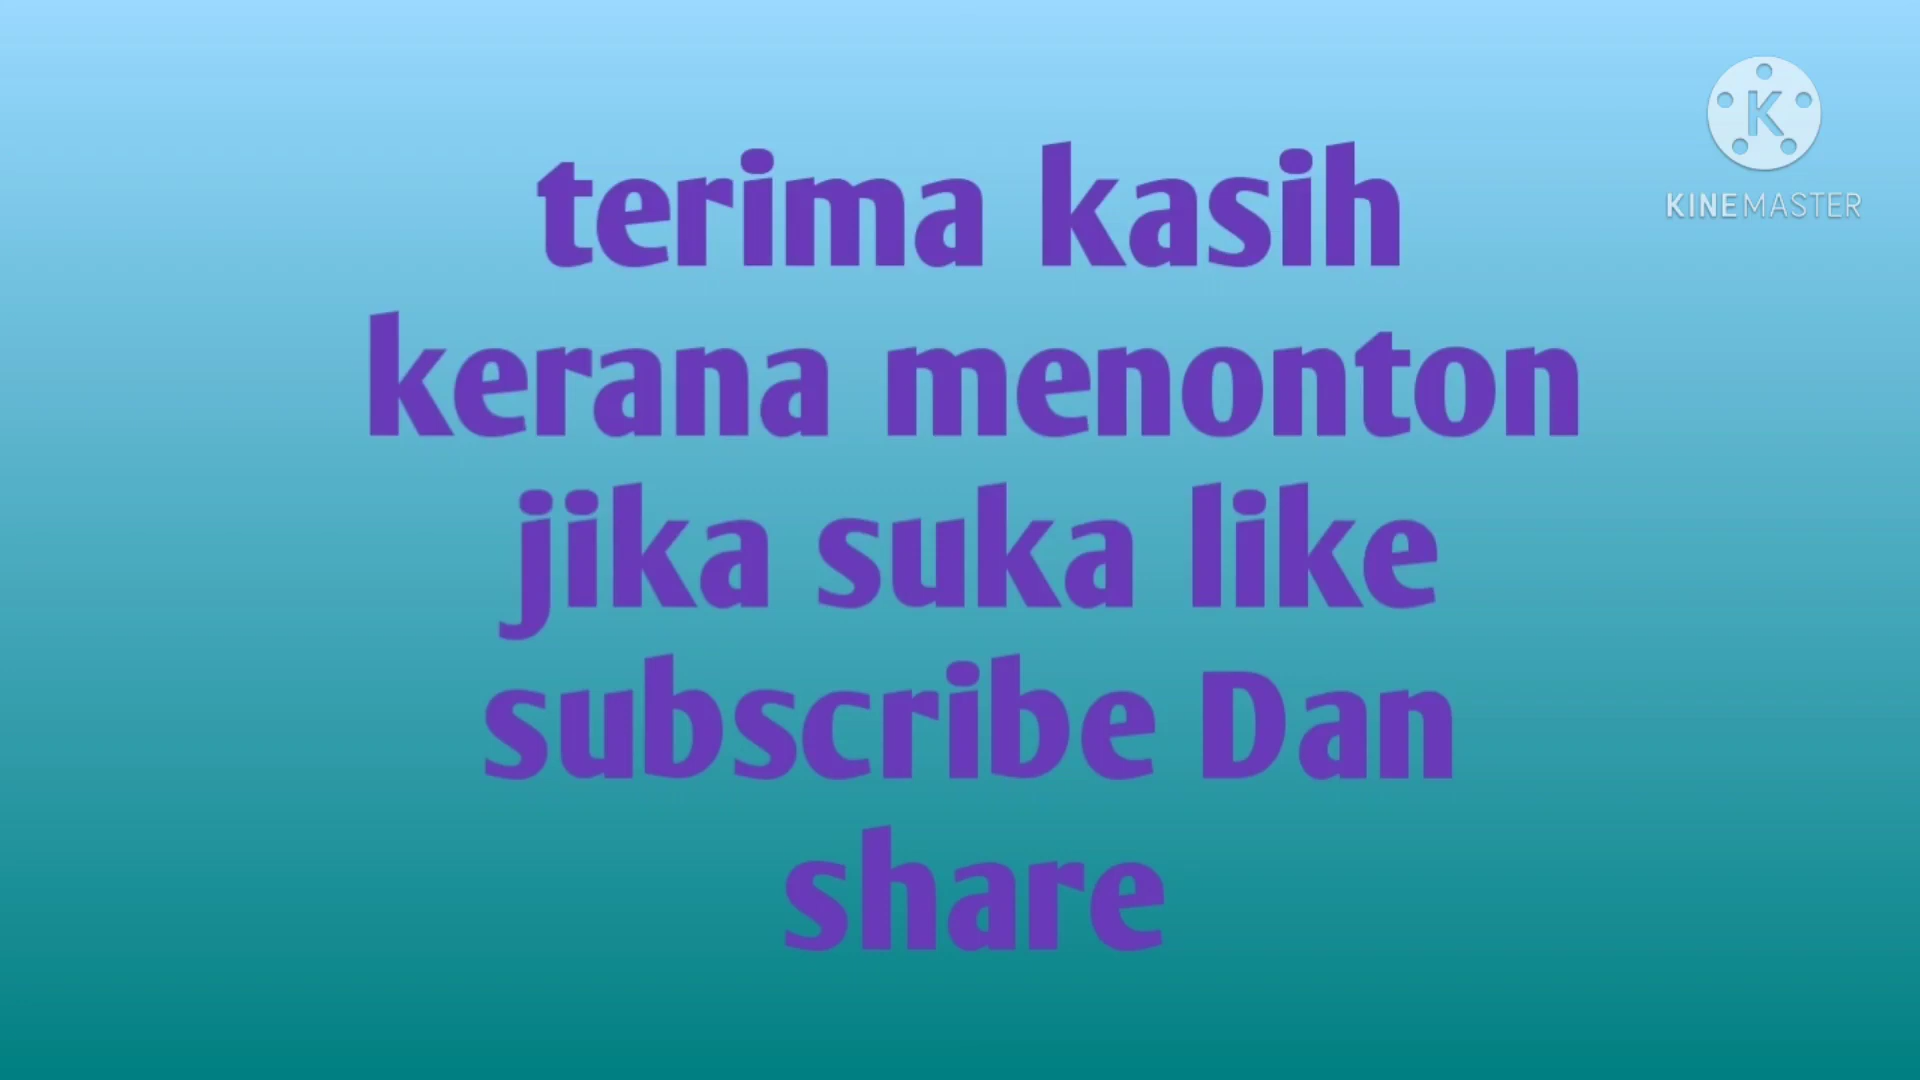 K
KINEMASTER
terima kasih
kerana menonton
jika suka like
subscribe Dan
share